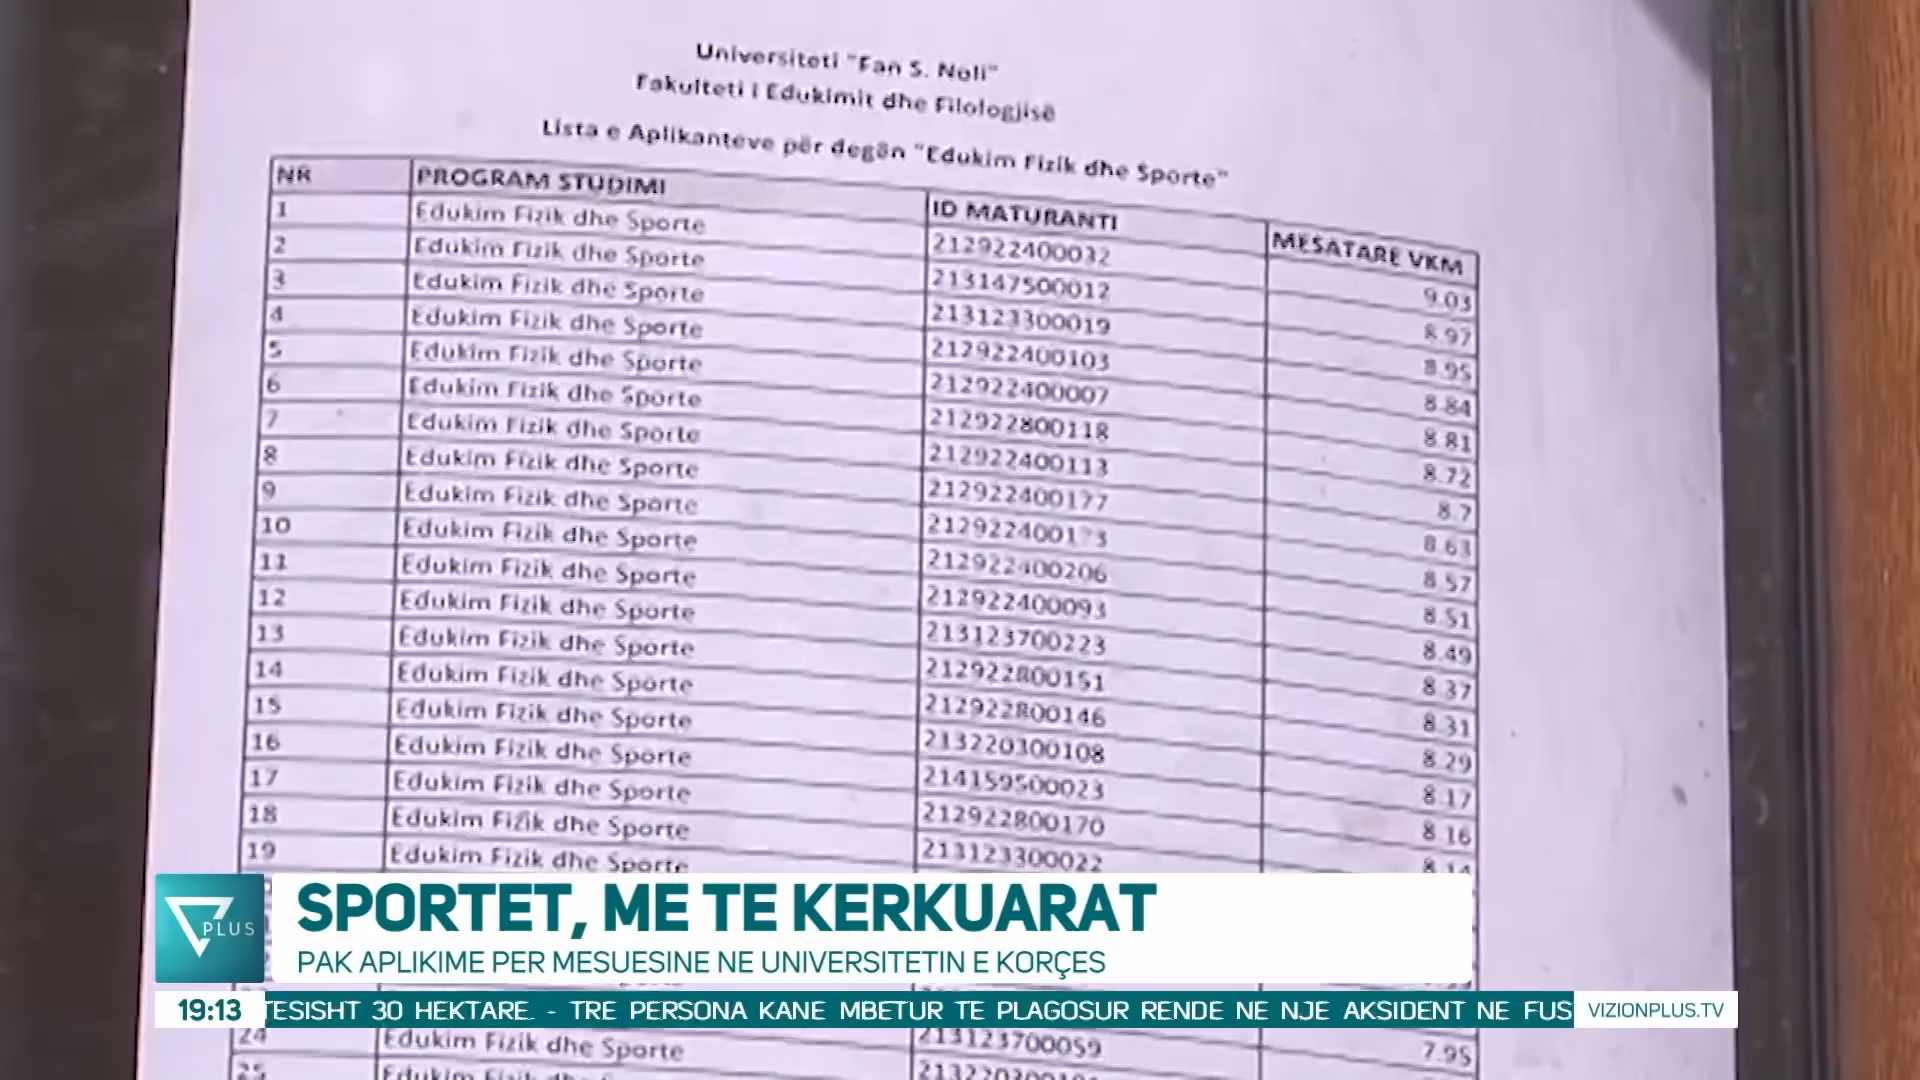 Universiteti "Fan S. Noli"
Fakulteti i Edukimit dhe Filologjisë
Lista e Aplikanteve për degën "Edukim Fizik dhe Sporte"
NR PROGRAM STUDIMI ID MATURANTI MESATARE VKM
1 Edukim Fizik dhe Sporte 212922400032 9.03
2 Edukim Fizik dhe Sporte 213147500012 8.97
3 Edukim Fizik dhe Sporte 213123300019 8.95
4 Edukim Fizik dhe Sporte 212922400103 8.84
5 Edukim Fizik dhe Sporte 212922400007 8.81
6 Edukim Fizik dhe Sporte 212922800118 8.72
7 Edukim Fizik dhe Sporte 212922400113 8.7
8 Edukim Fizik dhe Sporte 212922400177 8.63
9 Edukim Fizik dhe Sporte 212922400173 8.57
10 Edukim Fizik dhe Sporte 212922400206 8.51
11 Edukim Fizik dhe Sporte 212922400093 8.49
12 Edukim Fizik dhe Sporte 213123700223 8.37
13 Edukim Fizik dhe Sporte 212922800151 8.31
14 Edukim Fizik dhe Sporte 212922800146 8.29
15 Edukim Fizik dhe Sporte 213220300108 8.17
16 Edukim Fizik dhe Sporte 214159500023 8.16
17 Edukim Fizik dhe Sporte 212922800170 8.14
18 Edukim Fizik dhe Sporte 213123300022
19 Edukim Fizik dhe Sporte
PLUS
SPORTET, ME TE KERKUARAT
PAK APLIKIME PER MESUESINE NE UNIVERSITETIN E KORÇES
19:13 TESISHT 30 HEKTARE. - TRE PERSONA KANE MBETUR TE PLAGOSUR RENDE NE NJE AKSIDENT NE FUS VIZIONPLUS.TV
24 Edukim Fizik dhe Sporte 213123700059 7.95
25 Edukim Fizik dhe Sporte